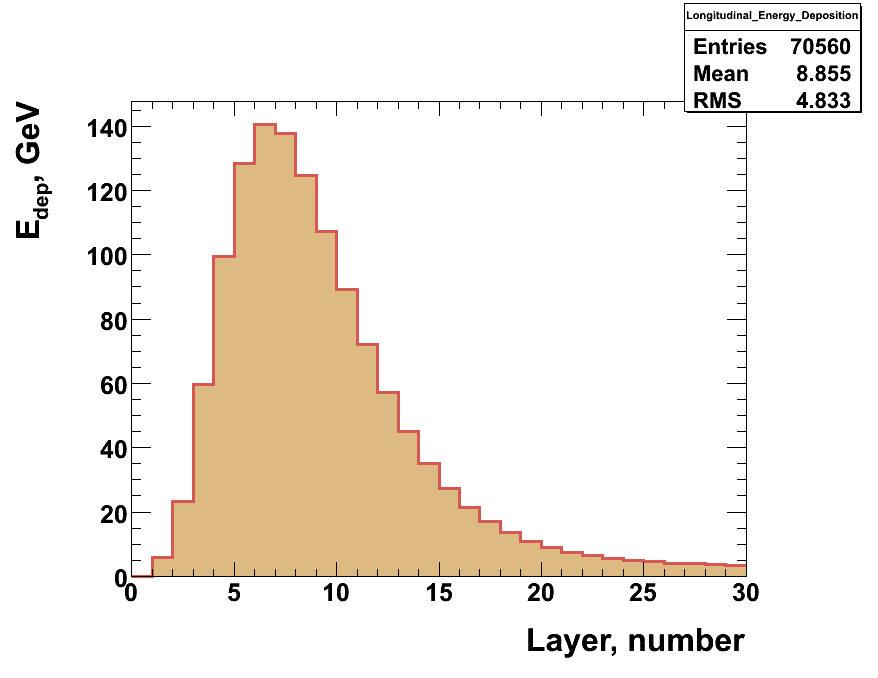 Longitudinal_Energy_Deposition
Entries 70560
Mean 8.855
RMS 4.833
E_dep, GeV
140
120
100
80
60
40
20
0
0 5 10 15 20 25 30
Layer, number